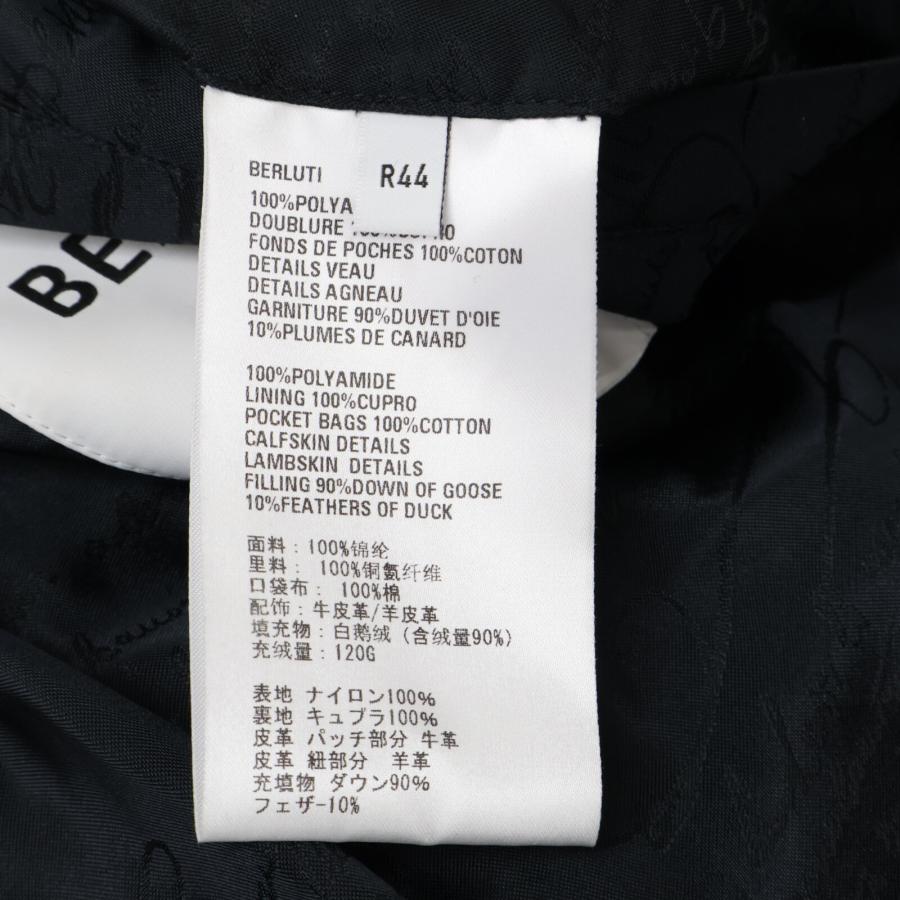 BERLUTI
R44
100%POLYA
DOUBLURE 100%CUPRO
FONDS DE POCHES 100%COTON
DETAILS VEAU
DETAILS AGNEAU
GARNITURE 90%DUVET D'OIE
10%PLUMES DE CANARD
100%POLYAMIDE
LINING 100%CUPRO
POCKET BAGS 100%COTTON
CALFSKIN DETAILS
LAMBSKIN DETAILS
FILLING 90%DOWN OF GOOSE
10%FEATHERS OF DUCK
面料：100%锦纶
里料： 100%铜氨纤维
口袋布： 100%棉
配饰：牛皮革/羊皮革
填充物：白鹅绒（含绒量90%）
充绒量：120G
表地 ナイロン100%
裏地 キュプラ100%
皮革 パッチ部分 牛革
皮革 紐部分 羊革
充填物 ダウン90%
フェザー10%
BE